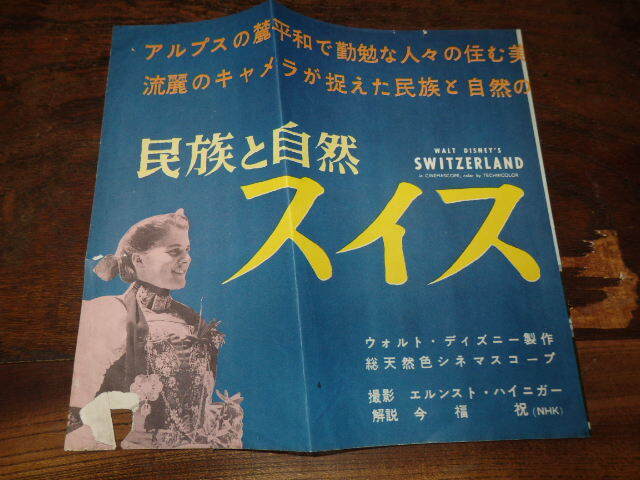 アルプスの麓平和で勤勉な人々の住む美
流麗のキャメラが捉えた民族と自然の
民族と自然
WALT DISNEY'S
SWITZERLAND
in CINEMASCOPE, color by TECHNICOLOR
スイス
ウォルト・ディズニー製作
総天然色シネマスコープ
撮影 エルンスト・ハイニガー
解説 今福 祝(NHK)